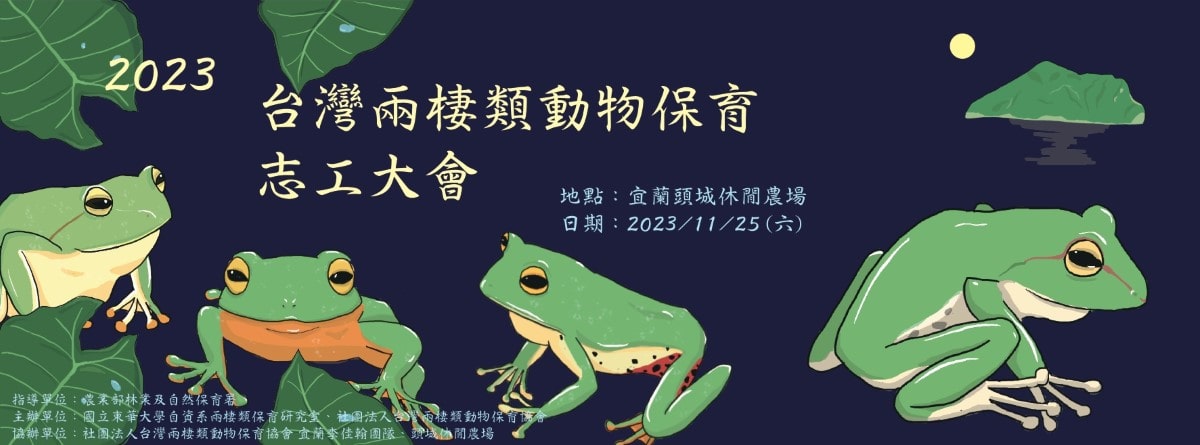 2023
台灣兩棲類動物保育
志工大會
地點：宜蘭頭城休閒農場
日期：2023/11/25(六)
指導單位：農業部林業及自然保育署
主辦單位：國立東華大學自資系兩棲類保育研究室、社團法人台灣兩棲類動物保育協會
協辦單位：社團法人台灣兩棲類動物保育協會 宜蘭李佳翰團隊、頭城休閒農場